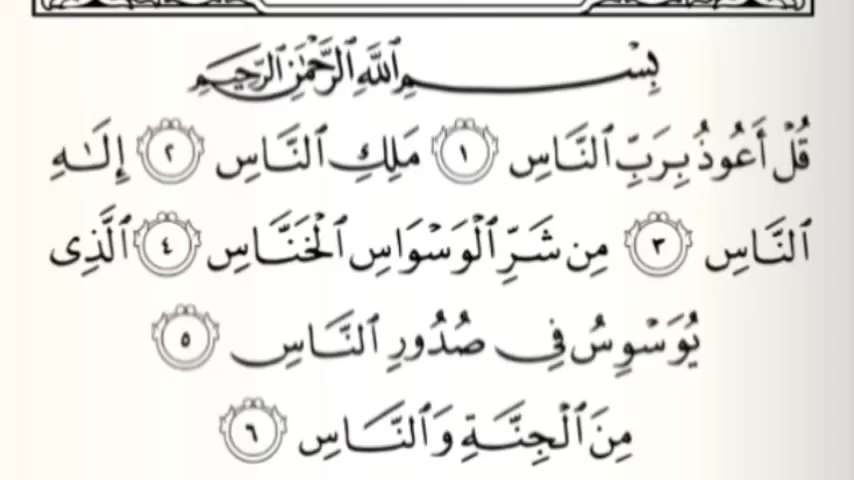 بِسْمِ ٱللَّهِ ٱلرَّحْمَٰنِ ٱلرَّحِيمِ
قُلْ أَعُوذُ بِرَبِّ ٱلنَّاسِ ١ مَلِكِ ٱلنَّاسِ ٢ إِلَٰهِ
ٱلنَّاسِ ٣ مِن شَرِّ ٱلْوَسْوَاسِ ٱلْخَنَّاسِ ٤ ٱلَّذِى
يُوَسْوِسُ فِى صُدُورِ ٱلنَّاسِ ٥
مِنَ ٱلْجِنَّةِ وَٱلنَّاسِ ٦